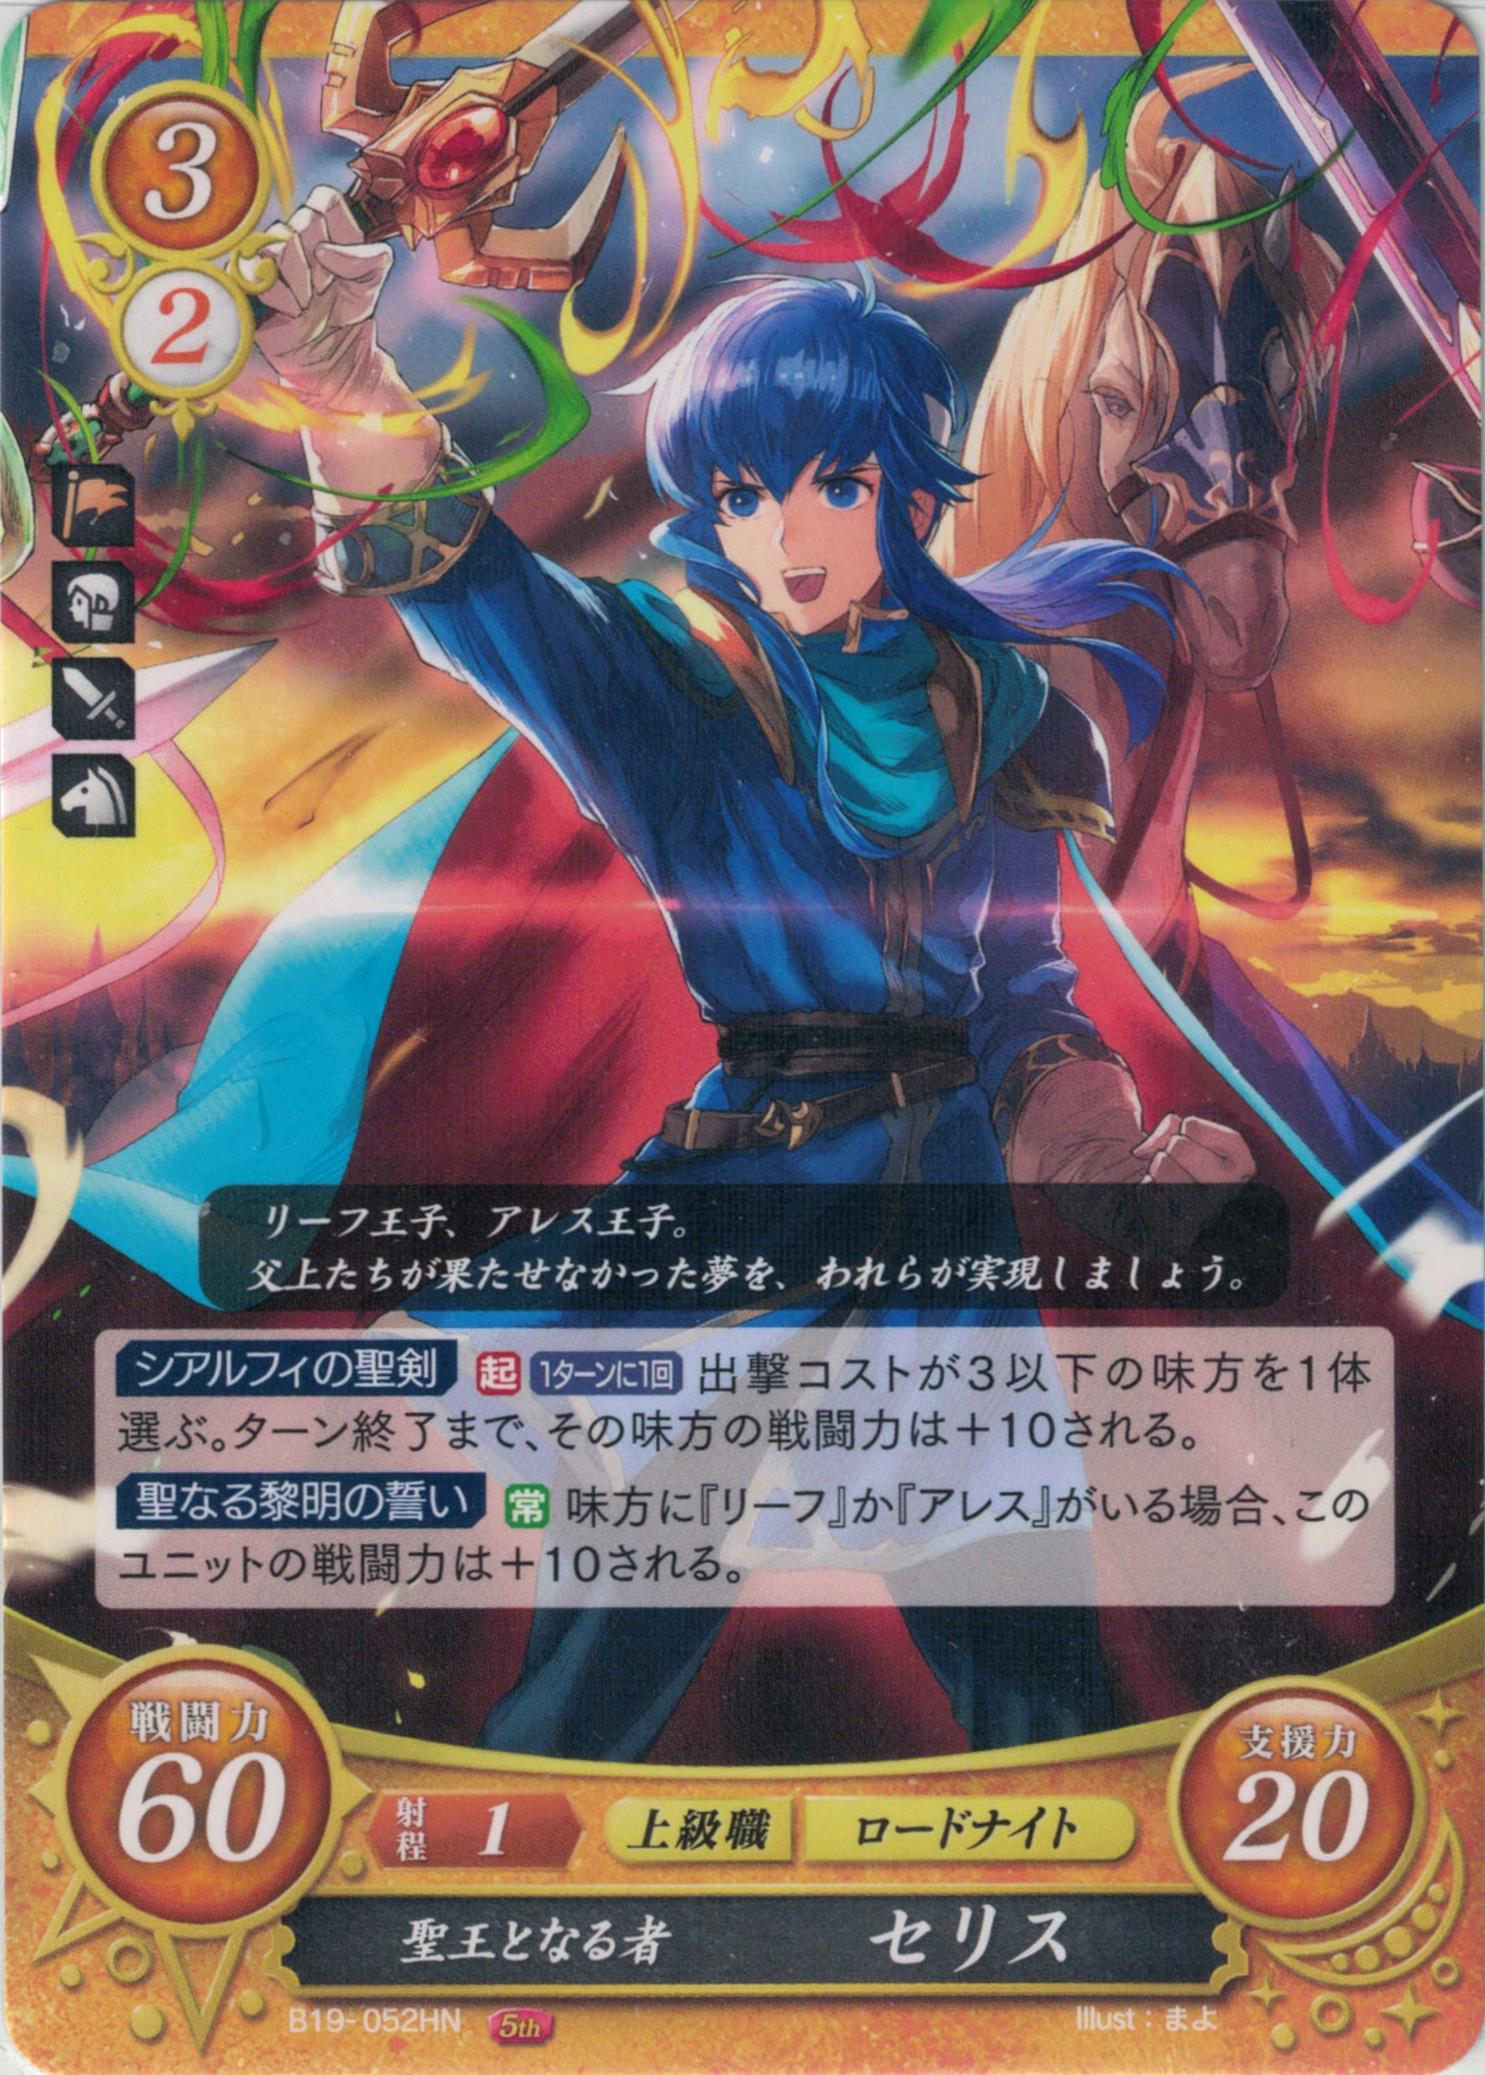 3
2
リーフ王子、アレス王子。
父上たちが果たせなかった夢を、われらが実現しましょう。
シアルフィの聖剣 起 1ターンに1回 出撃コストが3以下の味方を1体
選ぶ。ターン終了まで、その味方の戦闘力は+10される。
聖なる黎明の誓い 常 味方に『リーフ』か『アレス』がいる場合、この
ユニットの戦闘力は+10される。
戦闘力
60
射程 1 上級職 ロードナイト
支援力
20
聖王となる者 セリス
B19-052HN 5th Illust:まよ